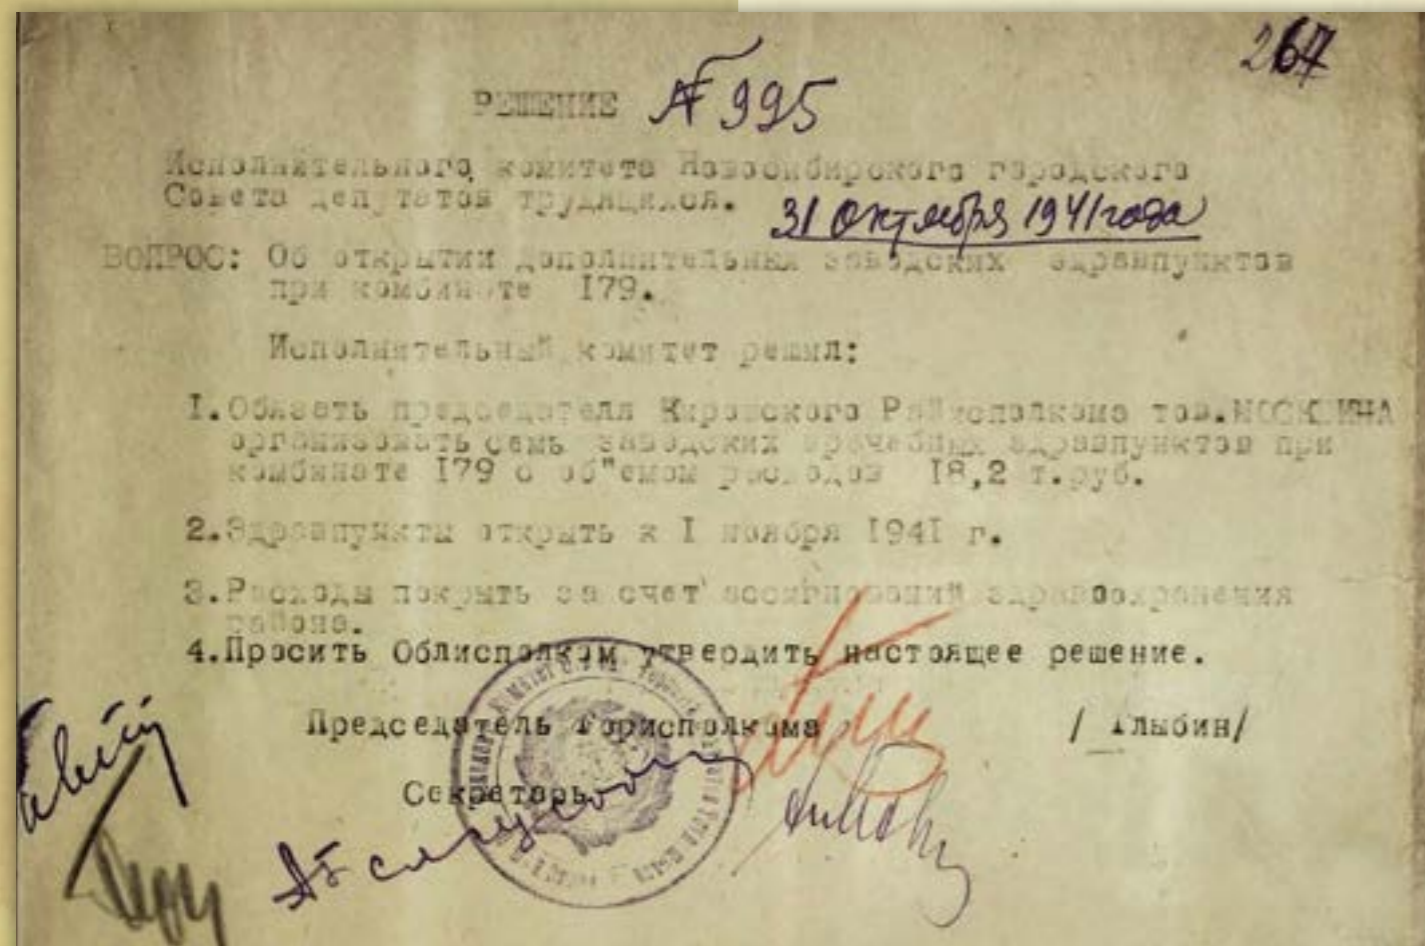 267
РЕШЕНИЕ № 995
Исполнительного комитета Новосибирского городского
Совета депутатов трудящихся. 31 октября 1941 года
ВОПРОС: Об открытии дополнительных заводских здравпунктов
при комбинате 179.
Исполнительный комитет решил:
1. Обязать председателя Кировского Райисполкома тов.
организовать семь заводских врачебных здравпунктов при
комбинате 179 с об"емом расходов 18,2 т.руб.
2. Здравпункты открыть к 1 ноября 1941 г.
3. Расходы покрыть за счет ассигнований здравоохранения
района.
4. Просить Облисполком утвердить настоящее решение.
Председатель Горисполкома / Глыбин/
Секретарь